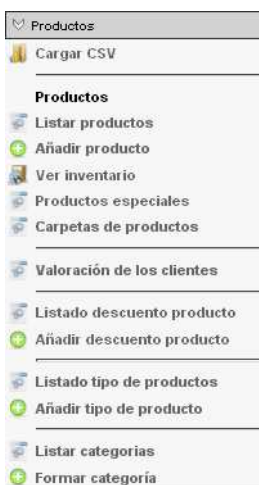 Productos
Cargar CSV
Productos
Listar productos
Añadir producto
Ver inventario
Productos especiales
Carpetas de productos
Valoración de los clientes
Listado descuento producto
Añadir descuento producto
Listado tipo de productos
Añadir tipo de producto
Listar categorias
Formar categoría